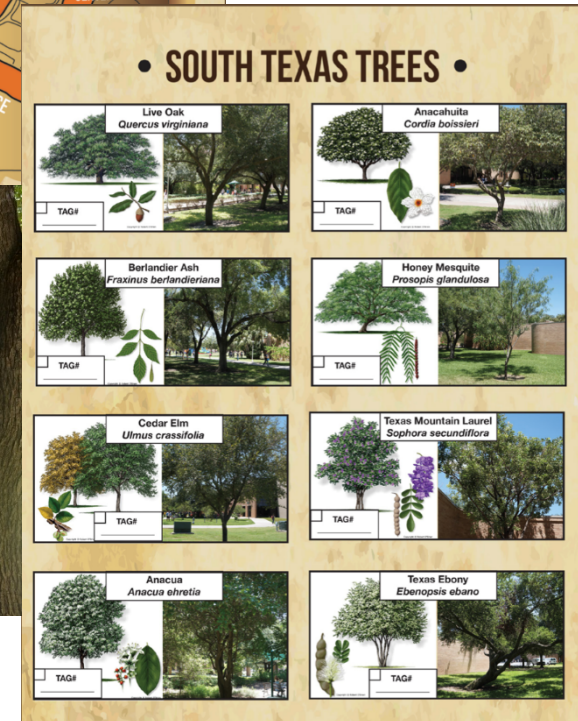 • SOUTH TEXAS TREES •
Live Oak
Quercus virginiana
TAG#
Anacahuita
Cordia boissieri
TAG#
Berlandier Ash
Fraxinus berlandieriana
TAG#
Honey Mesquite
Prosopis glandulosa
TAG#
Cedar Elm
Ulmus crassifolia
TAG#
Texas Mountain Laurel
Sophora secundiflora
TAG#
Anacua
Anacua ehretia
TAG#
Texas Ebony
Ebenopsis ebano
TAG#